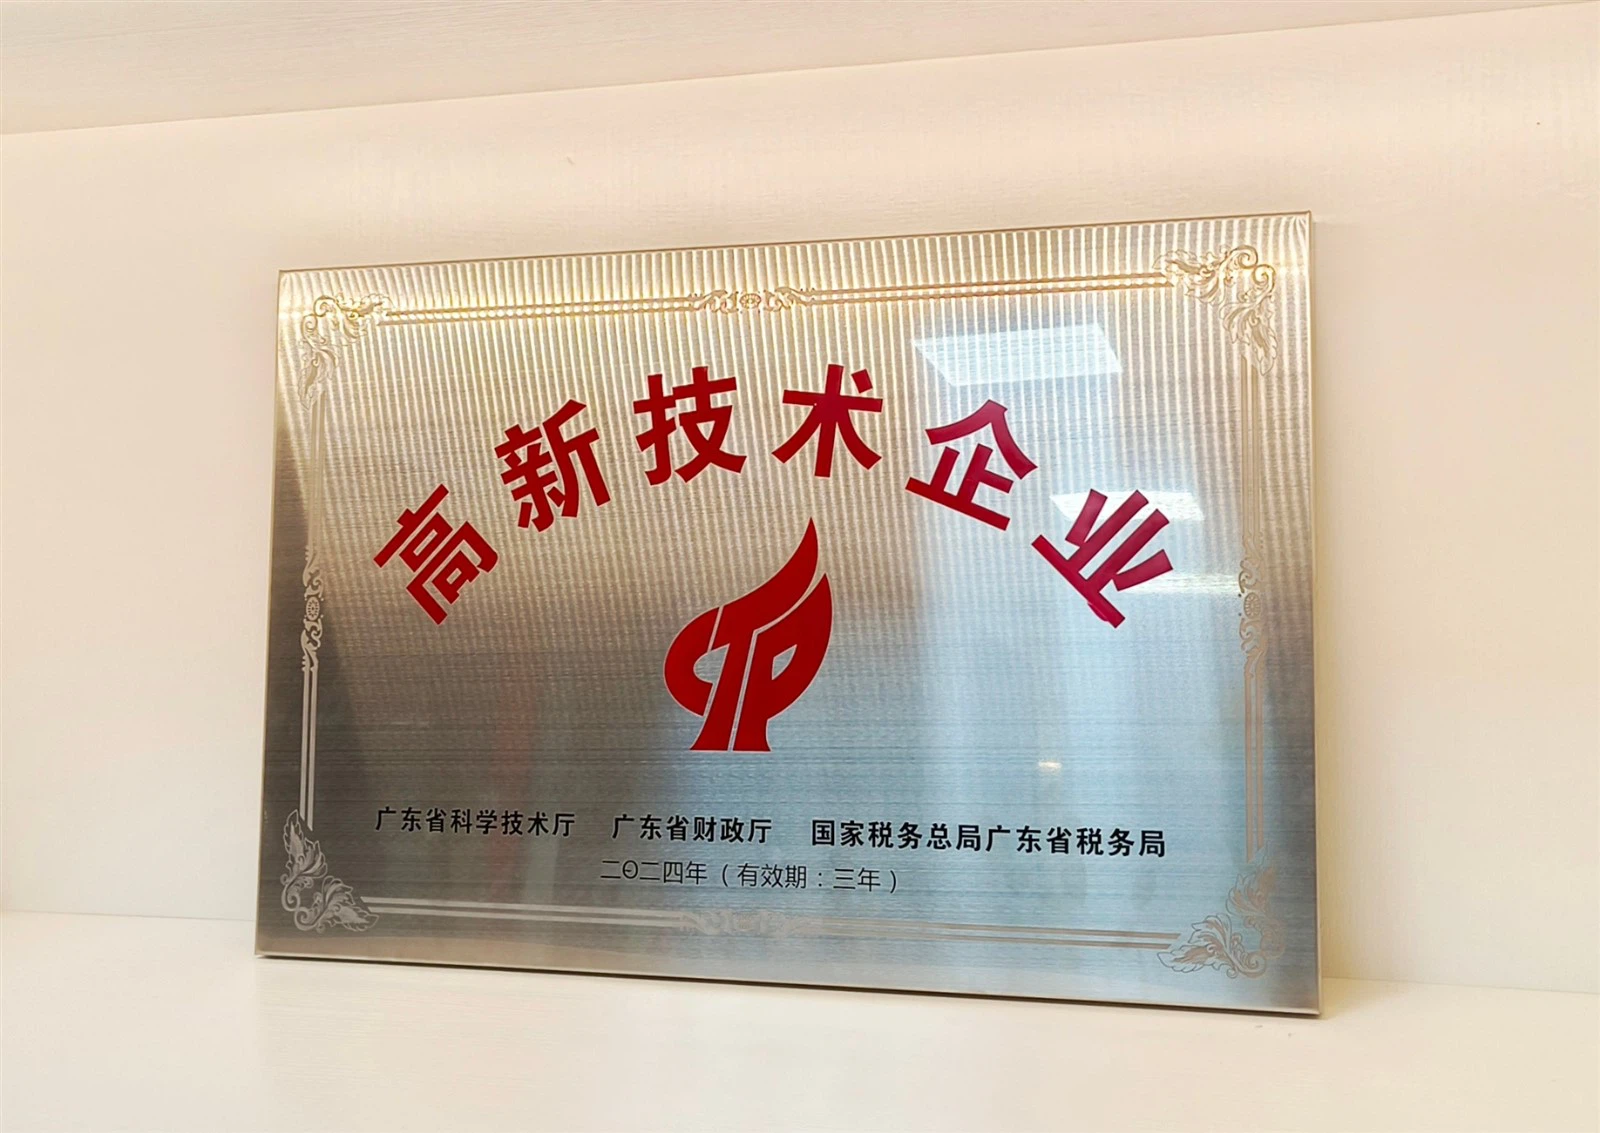 高新技术企业
广东省科学技术厅 广东省财政厅 国家税务总局广东省税务局
二〇二四年（有效期：三年）